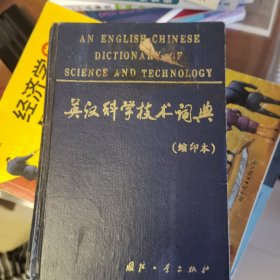 AN ENGLISH-CHINESE
DICTIONARY OF
SCIENCE AND TECHNOLOGY
英汉科学技术词典
(缩印本)
国防工业出版社
经济学